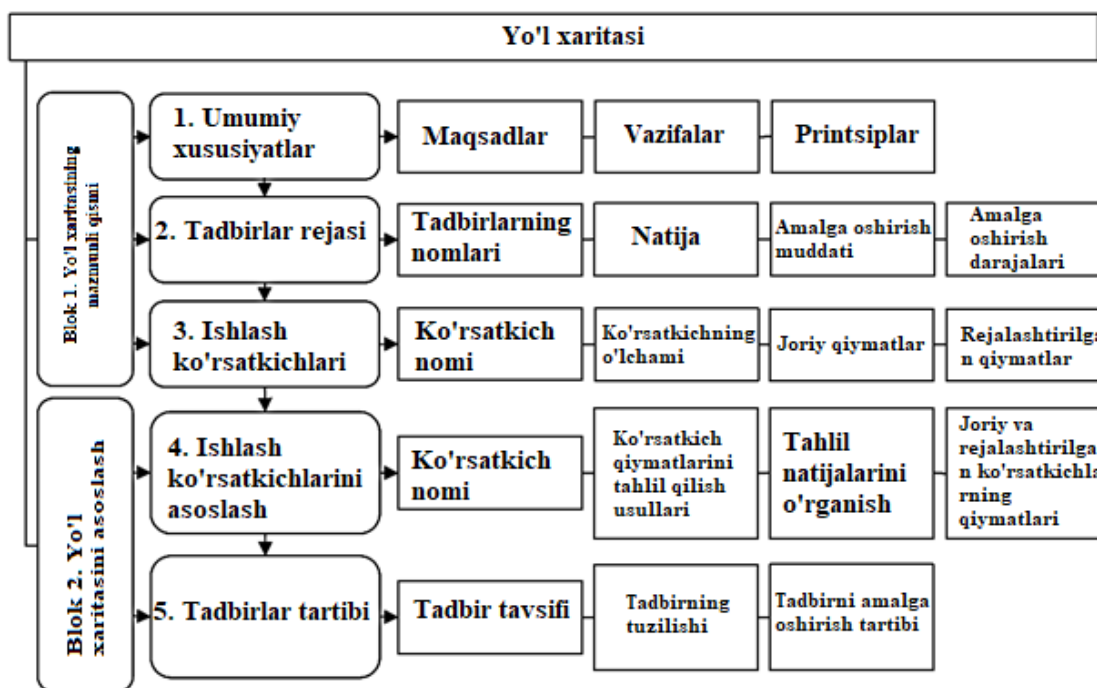 Yo'l xaritasi
Blok 1. Yo'l xaritasining
mazmunli qismi
1. Umumiy
xususiyatlar
Maqsadlar
Vazifalar
Printsiplar
2. Tadbirlar rejasi
Tadbirlarning
nomlari
Natija
Amalga oshirish
muddati
Amalga
oshirish
darajalari
3. Ishlash
ko'rsatkichlari
Ko'rsatkich
nomi
Ko'rsatkichning
o'lchami
Joriy qiymatlar
Rejalashtirilga
n qiymatlar
Blok 2. Yo'l
xaritasini asoslash
4. Ishlash
ko'rsatkichlarini
asoslash
Ko'rsatkich
nomi
Ko'rsatkich
qiymatlarini
tahlil qilish
usullari
Tahlil
natijalarini
o'rganish
Joriy va
rejalashtirilga
n ko'rsatkichla
rning
qiymatlari
5. Tadbirlar tartibi
Tadbir tavsifi
Tadbirning
tuzilishi
Tadbirni amalga
oshirish tartibi